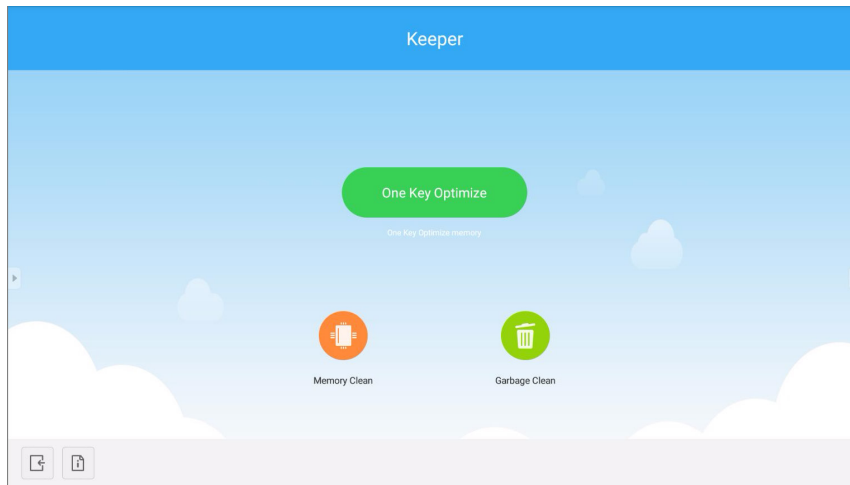 Keeper
One Key Optimize
One Key Optimize memory
Memory Clean
Garbage Clean